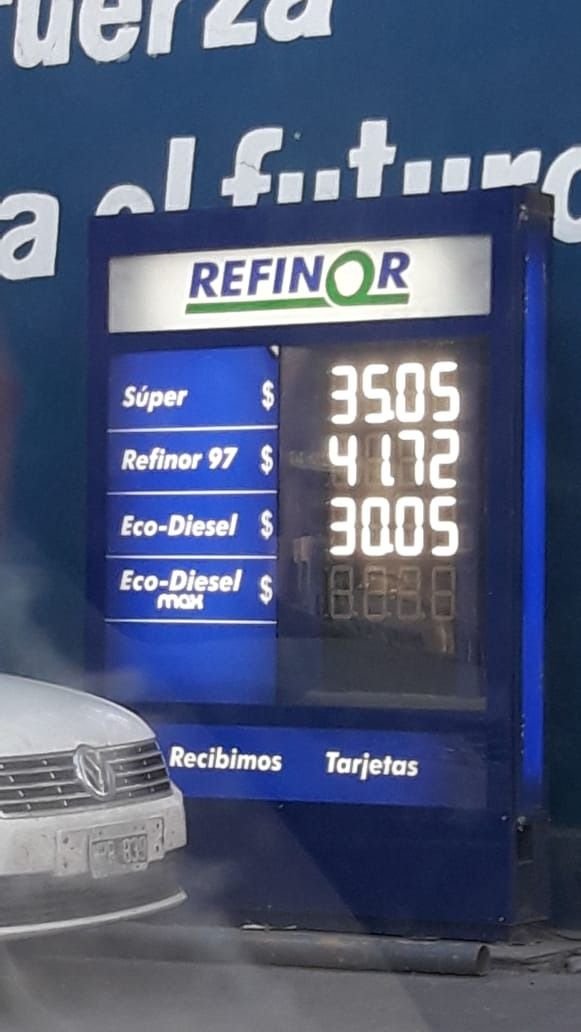 fuerza
a el futuro
REFINOR
Súper $ 35.05
Refinor 97 $ 41.72
Eco-Diesel $ 30.05
Eco-Diesel $
max
Recibimos Tarjetas